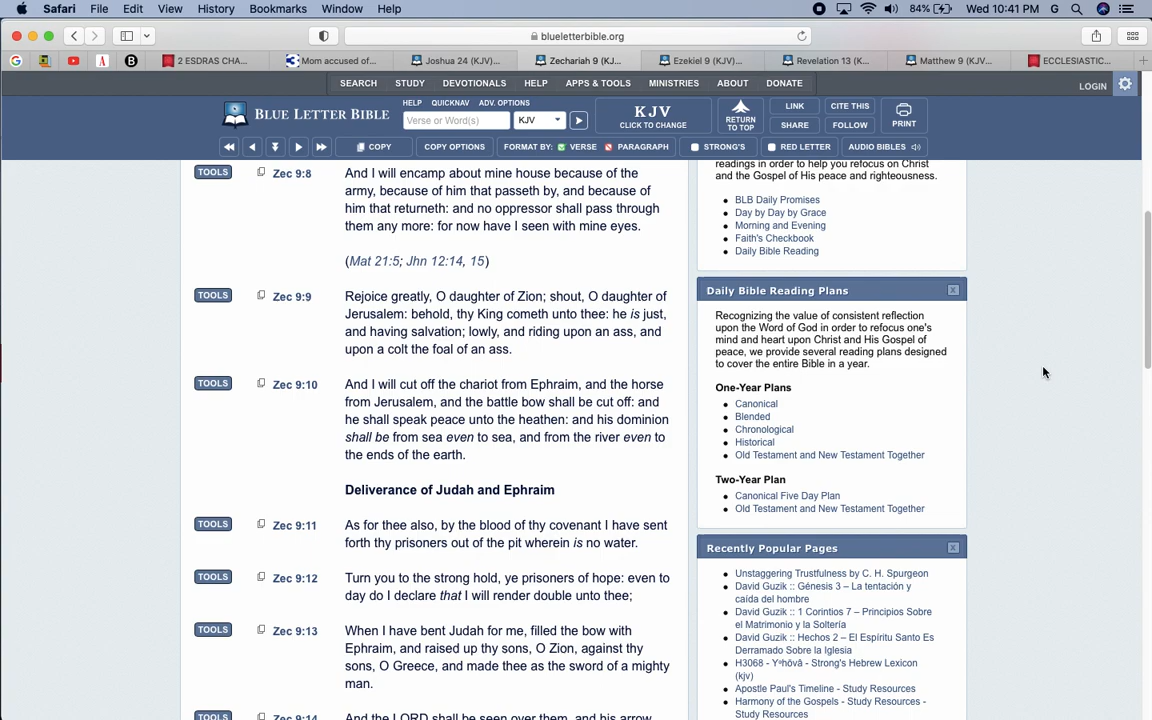 Safari File Edit View History Bookmarks Window Help 84% Wed 10:41 PM G
blueletterbible.org
2 ESDRAS CHA... Mom accused of... Joshua 24 (KJV)... Zechariah 9 (KJ... Ezekiel 9 (KJV)... Revelation 13 (K... Matthew 9 (KJV... ECCLESIASTIC...
SEARCH STUDY DEVOTIONALS HELP APPS & TOOLS MINISTRIES ABOUT DONATE LOGIN
BLUE LETTER BIBLE
HELP QUICKNAV ADV. OPTIONS
Verse or Word(s) KJV
KJV
CLICK TO CHANGE
RETURN
TO TOP
LINK CITE THIS
SHARE FOLLOW
PRINT
COPY COPY OPTIONS FORMAT BY: VERSE PARAGRAPH STRONG'S RED LETTER AUDIO BIBLES
TOOLS Zec 9:8 And I will encamp about mine house because of the
army, because of him that passeth by, and because of
him that returneth: and no oppressor shall pass through
them any more: for now have I seen with mine eyes.
(Mat 21:5; Jhn 12:14, 15)
TOOLS Zec 9:9 Rejoice greatly, O daughter of Zion; shout, O daughter of
Jerusalem: behold, thy King cometh unto thee: he is just,
and having salvation; lowly, and riding upon an ass, and
upon a colt the foal of an ass.
TOOLS Zec 9:10 And I will cut off the chariot from Ephraim, and the horse
from Jerusalem, and the battle bow shall be cut off: and
he shall speak peace unto the heathen: and his dominion
shall be from sea even to sea, and from the river even to
the ends of the earth.
Deliverance of Judah and Ephraim
TOOLS Zec 9:11 As for thee also, by the blood of thy covenant I have sent
forth thy prisoners out of the pit wherein is no water.
TOOLS Zec 9:12 Turn you to the strong hold, ye prisoners of hope: even to
day do I declare that I will render double unto thee;
TOOLS Zec 9:13 When I have bent Judah for me, filled the bow with
Ephraim, and raised up thy sons, O Zion, against thy
sons, O Greece, and made thee as the sword of a mighty
man.
TOOLS Zec 9:14 And the LORD shall be seen over them, and his arrow
readings in order to help you refocus on Christ
and the Gospel of His peace and righteousness.
BLB Daily Promises
Day by Day by Grace
Morning and Evening
Faith's Checkbook
Daily Bible Reading
Daily Bible Reading Plans
Recognizing the value of consistent reflection
upon the Word of God in order to refocus one's
mind and heart upon Christ and His Gospel of
peace, we provide several reading plans designed
to cover the entire Bible in a year.
One-Year Plans
Canonical
Blended
Chronological
Historical
Old Testament and New Testament Together
Two-Year Plan
Canonical Five Day Plan
Old Testament and New Testament Together
Recently Popular Pages
Unstaggering Trustfulness by C. H. Spurgeon
David Guzik :: Génesis 3 – La tentación y
caída del hombre
David Guzik :: 1 Corintios 7 – Principios Sobre
el Matrimonio y la Soltería
David Guzik :: Hechos 2 – El Espíritu Santo Es
Derramado Sobre la Iglesia
H3068 - Yᵊhōvâ - Strong's Hebrew Lexicon
(kjv)
Apostle Paul's Timeline - Study Resources
Harmony of the Gospels - Study Resources -
Study Resources